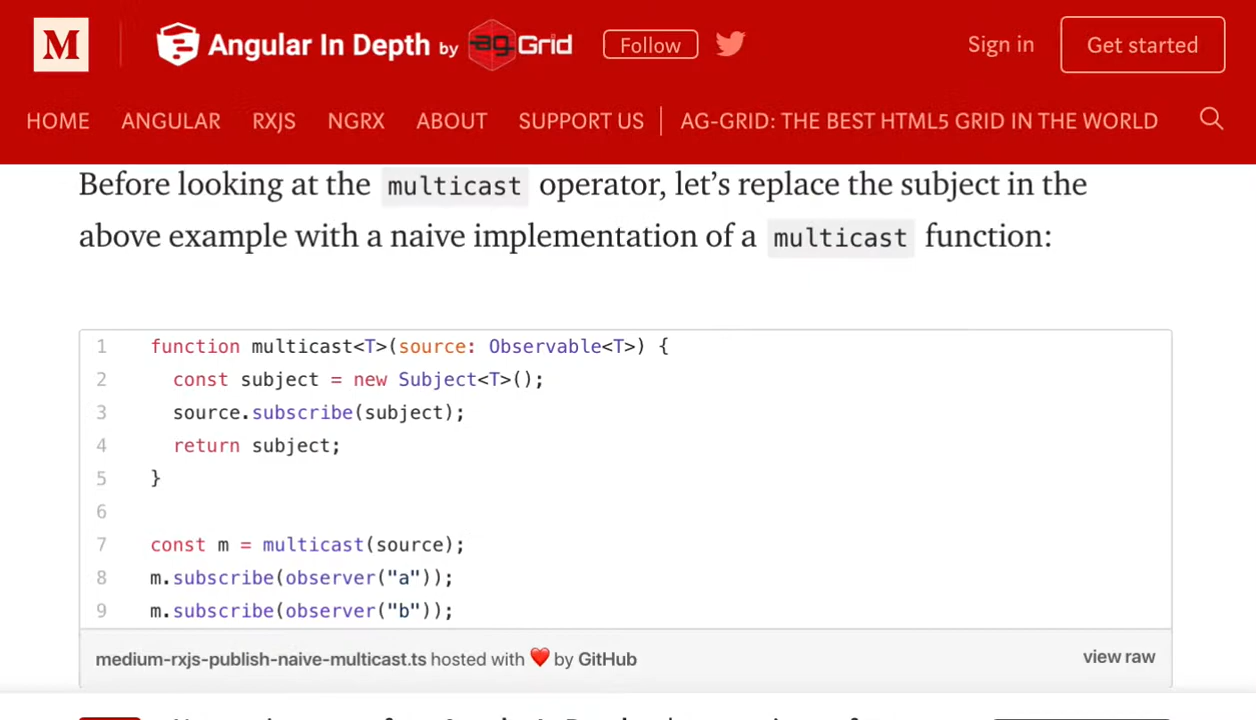 M
Angular In Depth by ag-Grid Follow Sign in Get started
HOME ANGULAR RXJS NGRX ABOUT SUPPORT US AG-GRID: THE BEST HTML5 GRID IN THE WORLD
Before looking at the multicast operator, let’s replace the subject in the
above example with a naive implementation of a multicast function:
1 function multicast<T>(source: Observable<T>) {
2 const subject = new Subject<T>();
3 source.subscribe(subject);
4 return subject;
5 }
6
7 const m = multicast(source);
8 m.subscribe(observer("a"));
9 m.subscribe(observer("b"));
medium-rxjs-publish-naive-multicast.ts hosted with ❤ by GitHub view raw